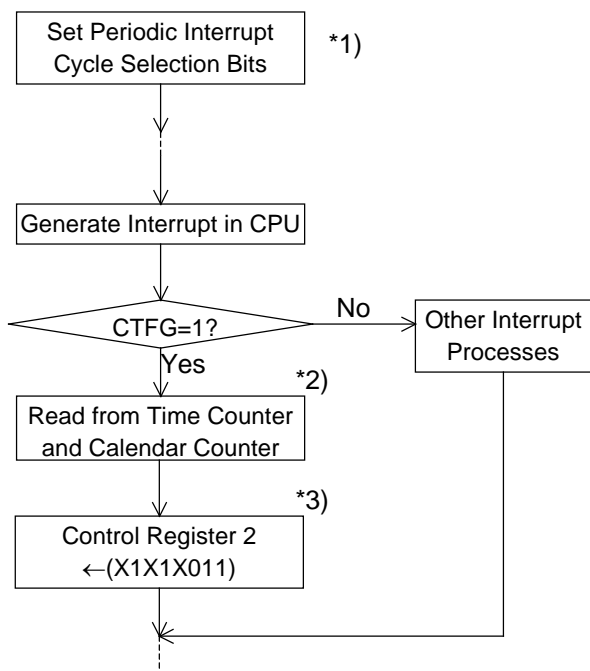 Set Periodic Interrupt
Cycle Selection Bits
*1)
Generate Interrupt in CPU
CTFG=1?
No
Other Interrupt
Processes
Yes
*2)
Read from Time Counter
and Calendar Counter
*3)
Control Register 2
←(X1X1X011)